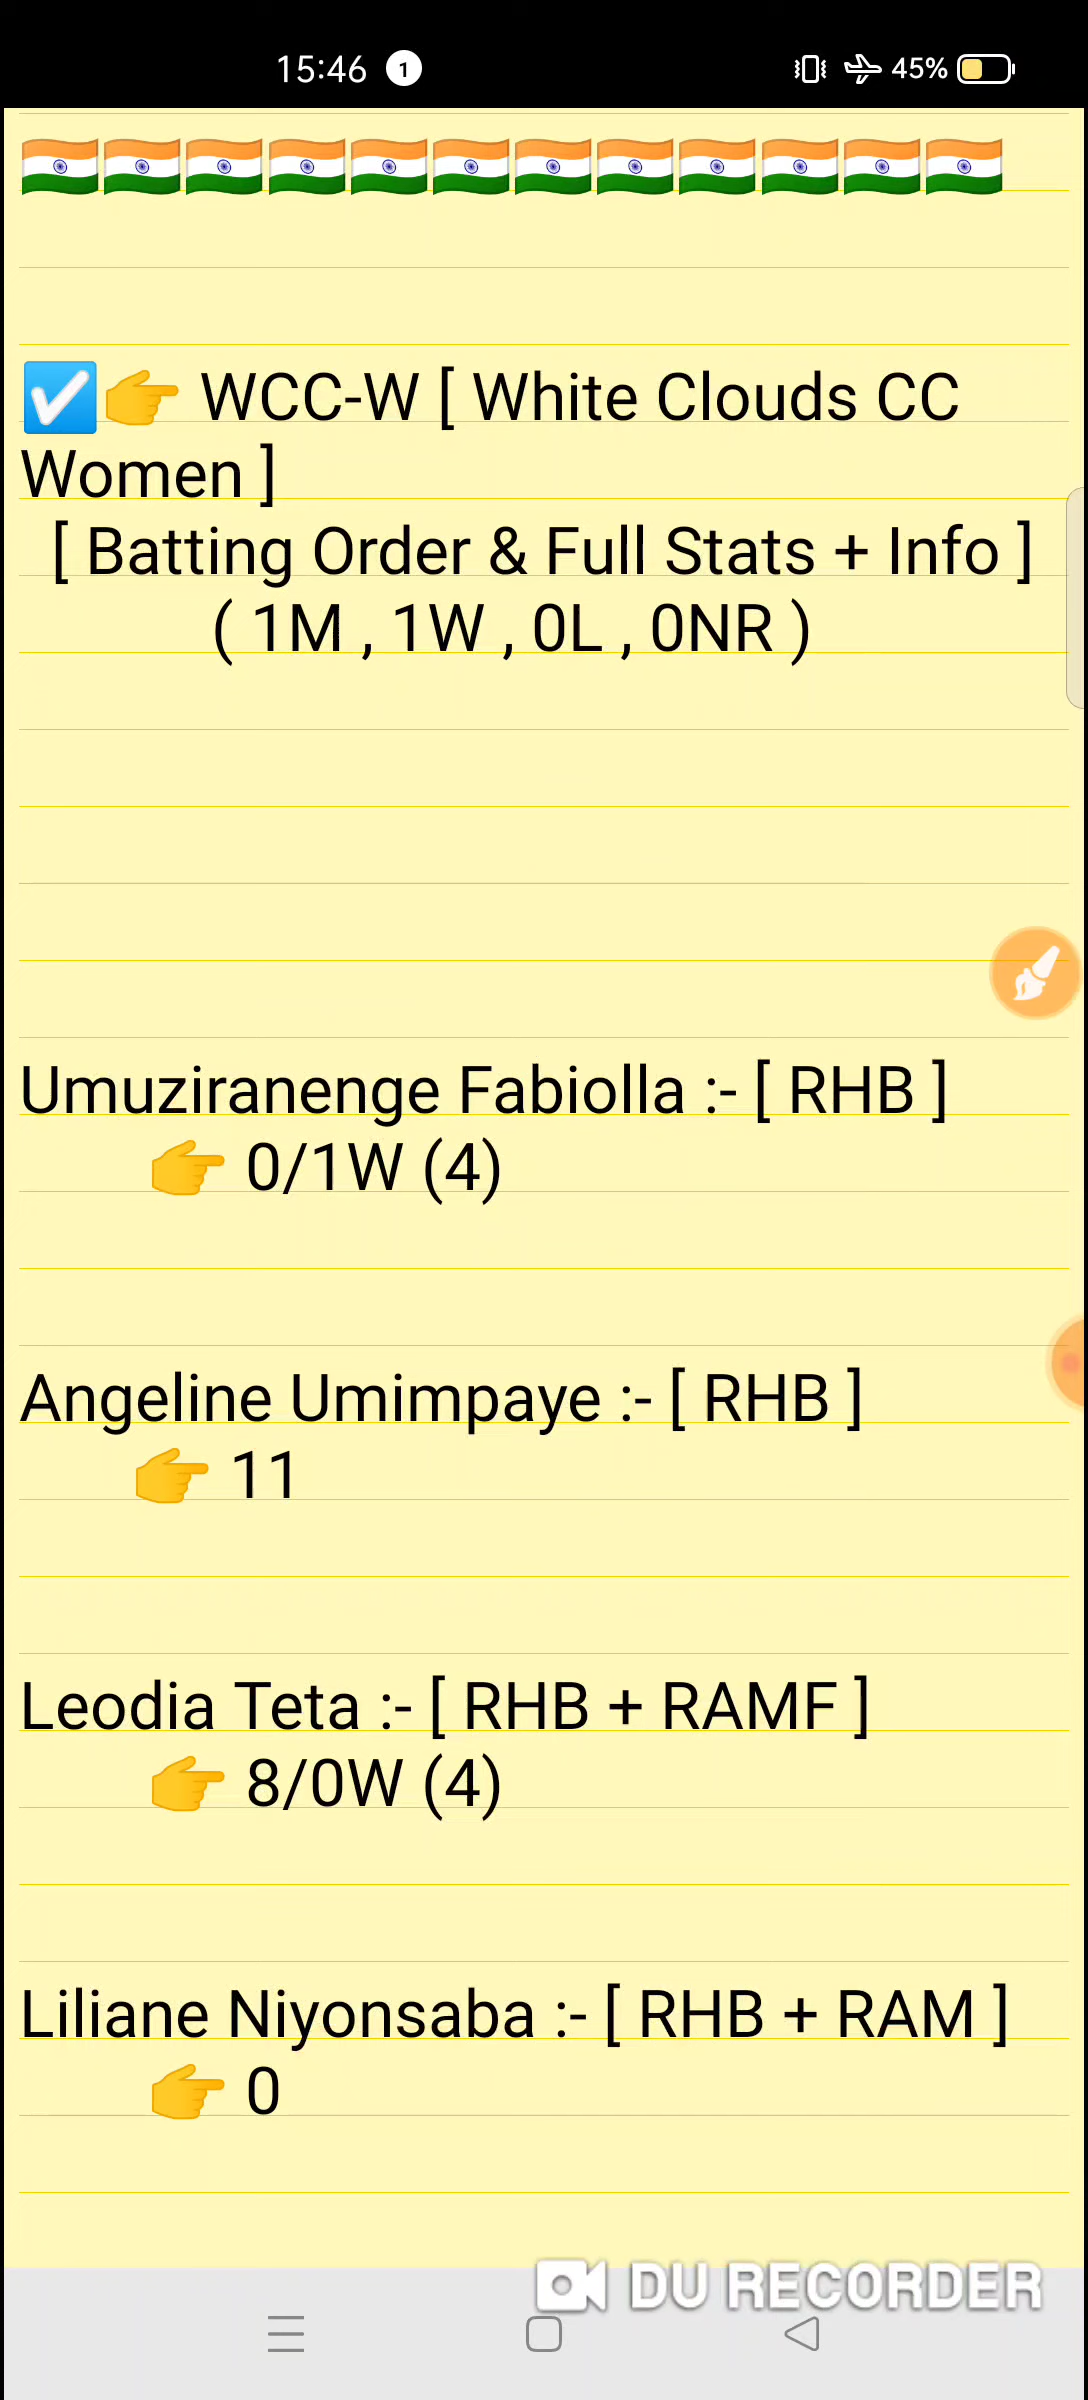 15:46 1 45%
🇮🇳🇮🇳🇮🇳🇮🇳🇮🇳🇮🇳🇮🇳🇮🇳🇮🇳🇮🇳🇮🇳🇮🇳
☑️👉 WCC-W [ White Clouds CC
Women ]
[ Batting Order & Full Stats + Info ]
( 1M , 1W , 0L , 0NR )
Umuziranenge Fabiolla :- [ RHB ]
👉 0/1W (4)
Angeline Umimpaye :- [ RHB ]
👉 11
Leodia Teta :- [ RHB + RAMF ]
👉 8/0W (4)
Liliane Niyonsaba :- [ RHB + RAM ]
👉 0
DU RECORDER